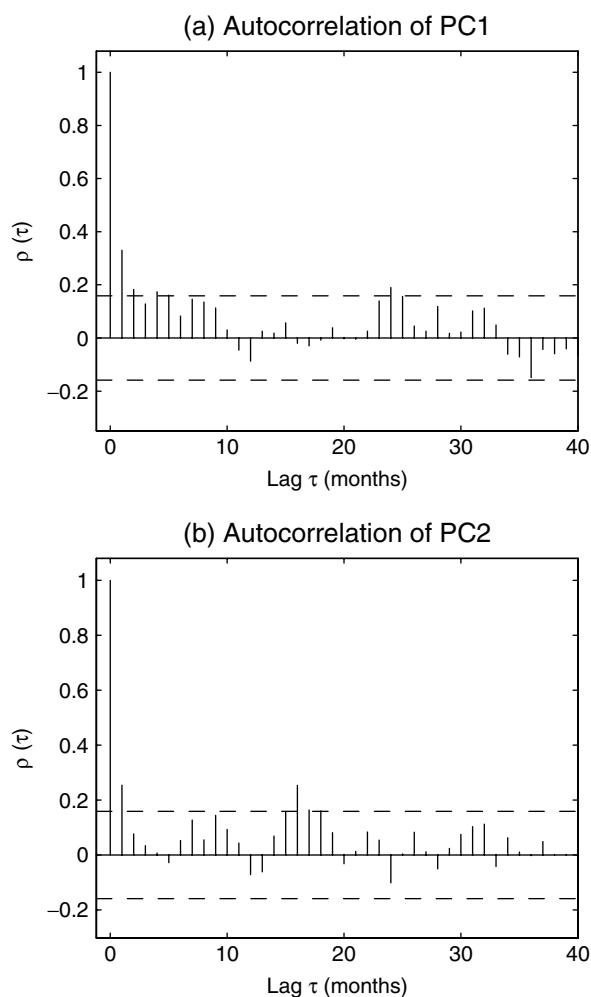 (a) Autocorrelation of PC1
1
0.8
0.6
0.4
0.2
0
−0.2
ρ (τ)
0 10 20 30 40
Lag τ (months)
(b) Autocorrelation of PC2
1
0.8
0.6
0.4
0.2
0
−0.2
ρ (τ)
0 10 20 30 40
Lag τ (months)